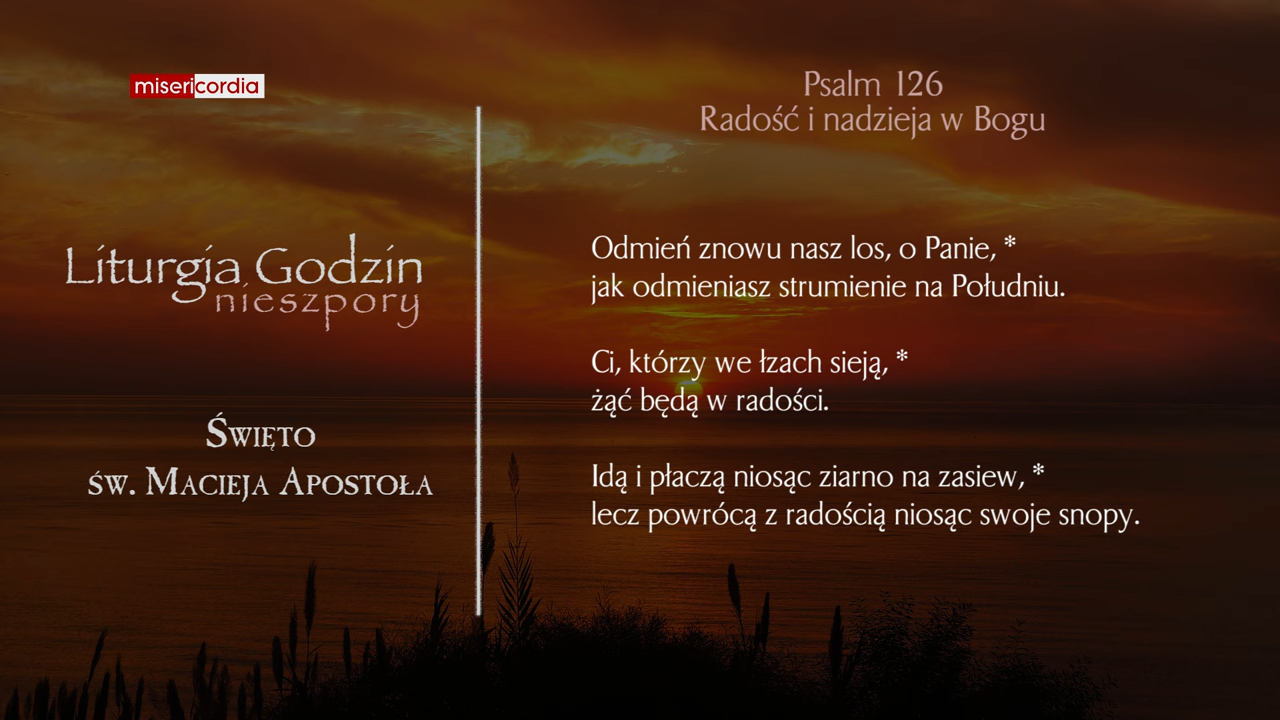 misericordia
Liturgia Godzin
nieszpory
Święto
św. Macieja Apostoła
Psalm 126
Radość i nadzieja w Bogu
Odmień znowu nasz los, o Panie, *
jak odmieniasz strumienie na Południu.
Ci, którzy we łzach sieją, *
żąć będą w radości.
Idą i płaczą niosąc ziarno na zasiew, *
lecz powrócą z radością niosąc swoje snopy.